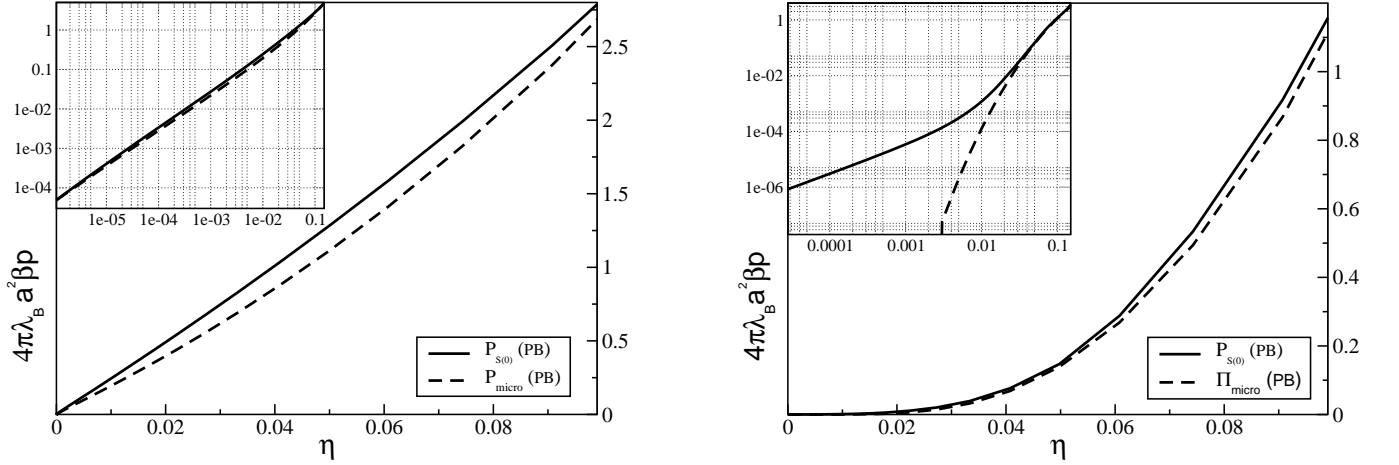 1
0.1
1e-02
1e-03
1e-04
1e-05 1e-04 1e-03 1e-02 0.1
2.5
2
1.5
1
0.5
0
4πλ_B a²βp
P_S(0) (PB)
P_micro (PB)
0 0.02 0.04 0.06 0.08
η
1
1e-02
1e-04
1e-06
0.0001 0.001 0.01 0.1
1
0.8
0.6
0.4
0.2
0
4πλ_B a²βp
P_S(0) (PB)
Π_micro (PB)
0 0.02 0.04 0.06 0.08
η